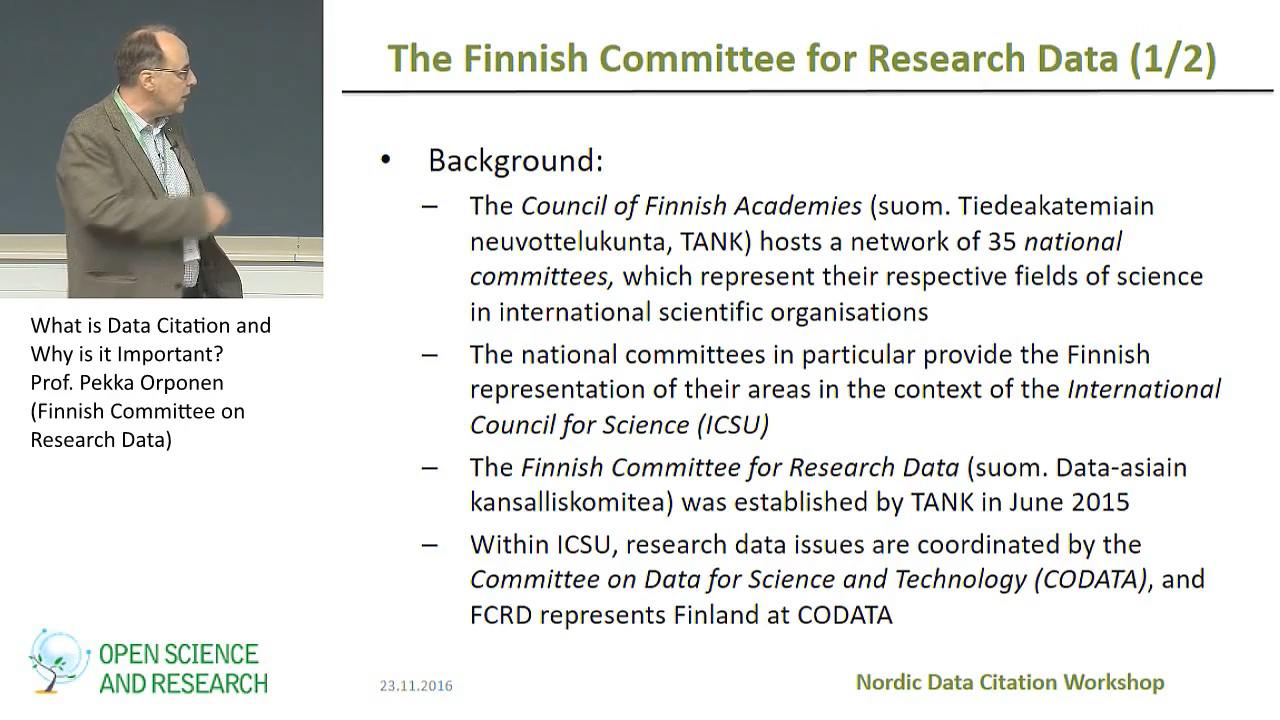 The Finnish Committee for Research Data (1/2)
• Background:
– The Council of Finnish Academies (suom. Tiedeakatemiain
neuvottelukunta, TANK) hosts a network of 35 national
committees, which represent their respective fields of science
in international scientific organisations
– The national committees in particular provide the Finnish
representation of their areas in the context of the International
Council for Science (ICSU)
– The Finnish Committee for Research Data (suom. Data-asiain
kansalliskomitea) was established by TANK in June 2015
– Within ICSU, research data issues are coordinated by the
Committee on Data for Science and Technology (CODATA), and
FCRD represents Finland at CODATA
What is Data Citation and
Why is it Important?
Prof. Pekka Orponen
(Finnish Committee on
Research Data)
OPEN SCIENCE
AND RESEARCH
23.11.2016
Nordic Data Citation Workshop